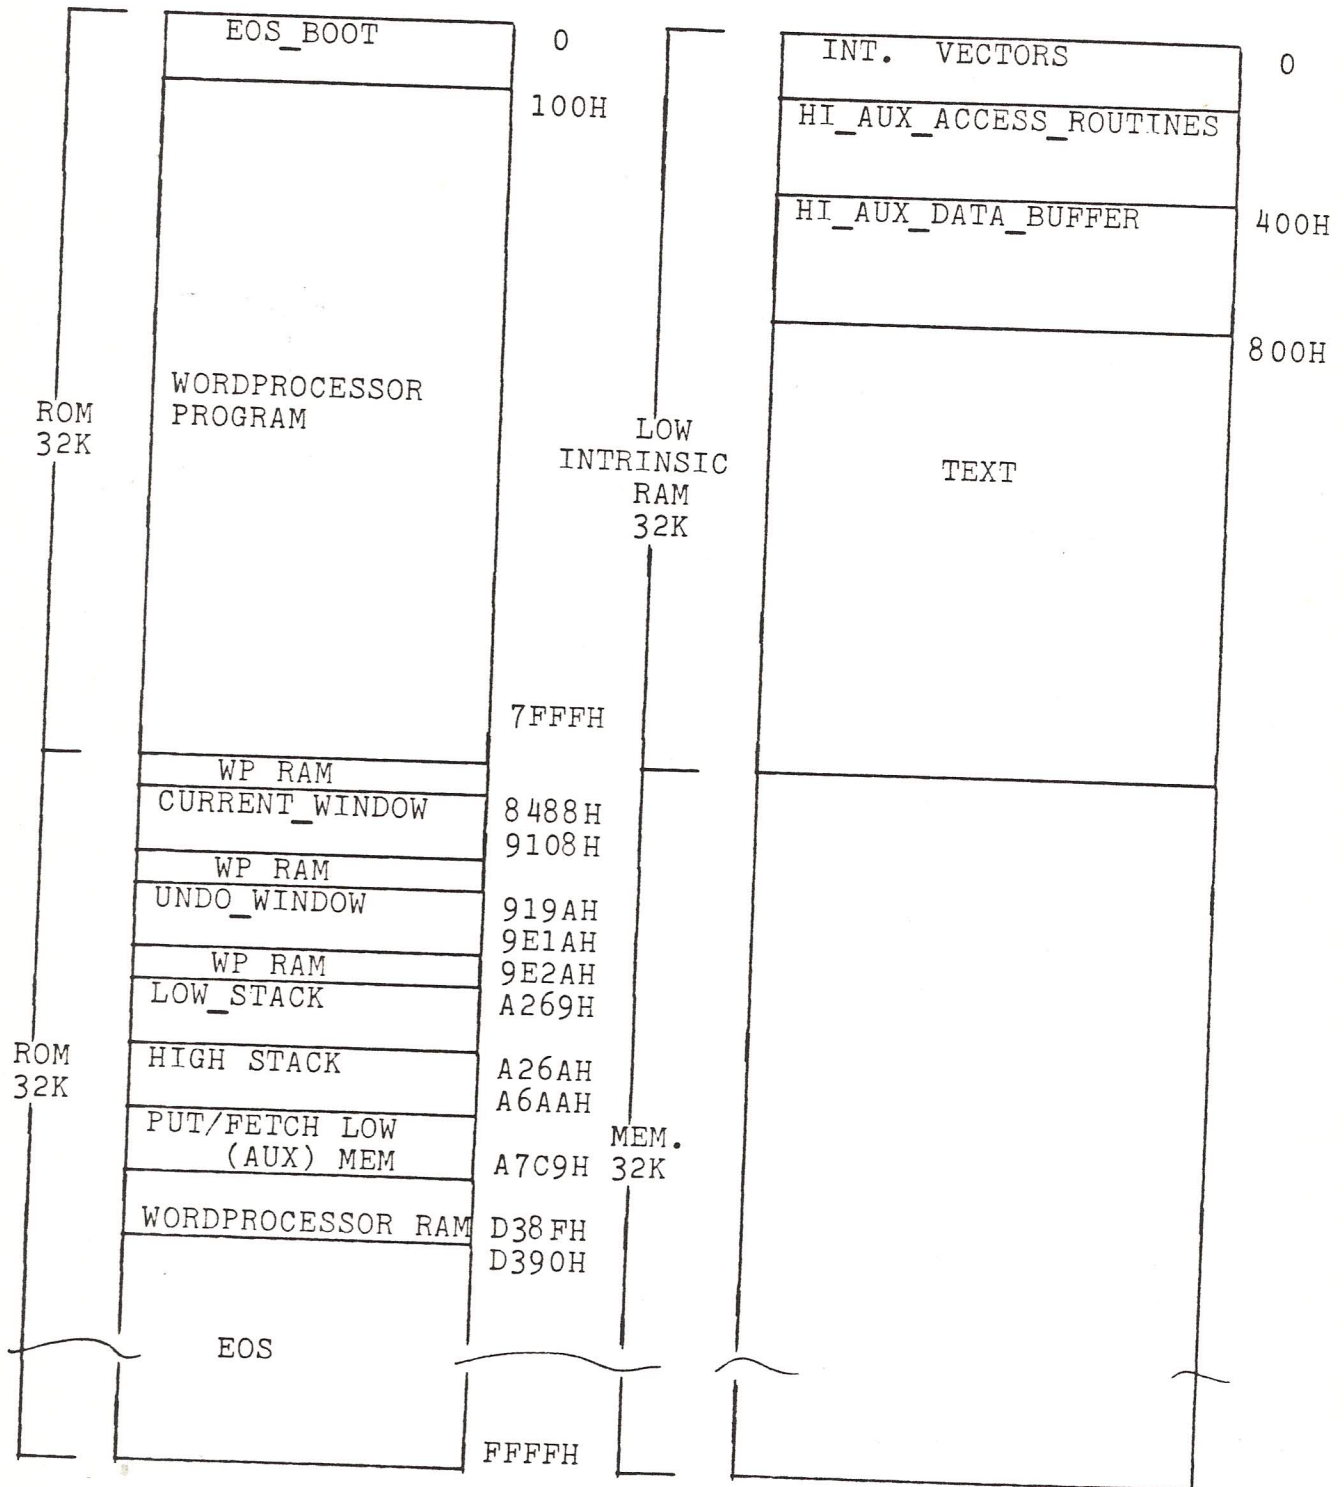 EOS_BOOT
0
100H
WORDPROCESSOR
PROGRAM
ROM
32K
7FFFH
WP RAM
CURRENT_WINDOW
8488H
9108H
WP RAM
UNDO_WINDOW
919AH
9E1AH
WP RAM
9E2AH
LOW_STACK
A269H
ROM
32K
HIGH STACK
A26AH
A6AAH
PUT/FETCH LOW
(AUX) MEM
A7C9H
WORDPROCESSOR RAM
D38FH
D390H
EOS
FFFFH
INT. VECTORS
0
HI_AUX_ACCESS_ROUTINES
HI_AUX_DATA_BUFFER
400H
800H
LOW
INTRINSIC
RAM
32K
TEXT
MEM.
32K